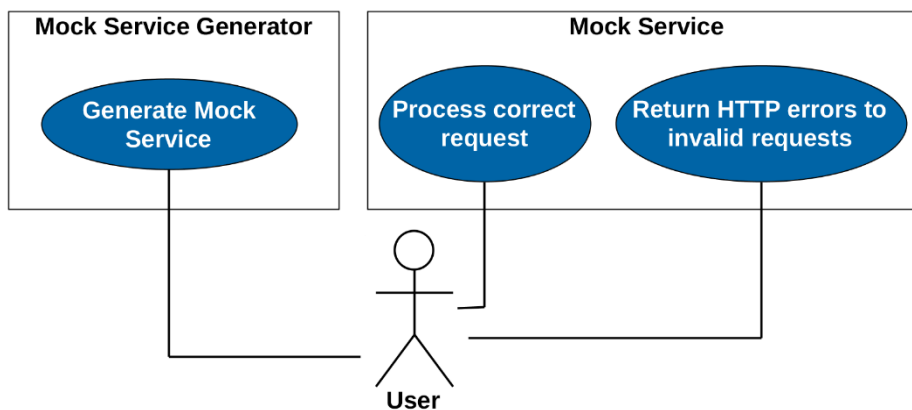 Mock Service Generator
Generate Mock
Service
Mock Service
Process correct
request
Return HTTP errors to
invalid requests
User